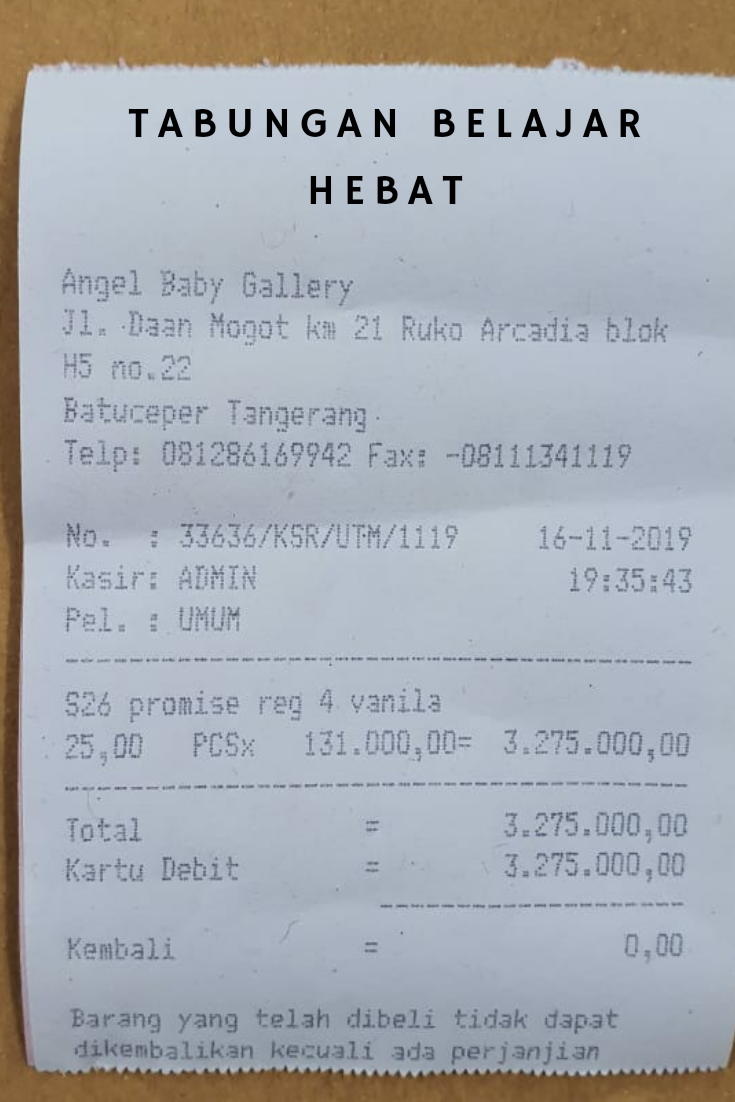 TABUNGAN BELAJAR
HEBAT
Angel Baby Gallery
Jl. Daan Mogot km 21 Ruko Arcadia blok
H5 no.22
Batuceper Tangerang
Telp: 081286169942 Fax: -08111341119
No. : 33636/KSR/UTM/1119 16-11-2019
Kasir: ADMIN 19:35:43
Pel. : UMUM
S26 promise reg 4 vanila
25,00 PCSx 131.000,00= 3.275.000,00
Total = 3.275.000,00
Kartu Debit = 3.275.000,00
Kembali = 0,00
Barang yang telah dibeli tidak dapat
dikembalikan kecuali ada perjanjian